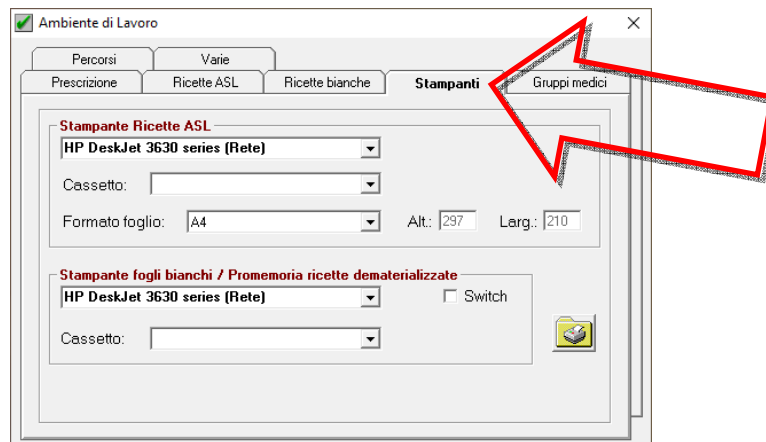 Ambiente di Lavoro
Percorsi Varie
Prescrizione Ricette ASL Ricette bianche Stampanti Gruppi medici
Stampante Ricette ASL
HP DeskJet 3630 series (Rete)
Cassetto:
Formato foglio: A4 Alt.: 297 Larg.: 210
Stampante fogli bianchi / Promemoria ricette dematerializzate
HP DeskJet 3630 series (Rete) Switch
Cassetto: